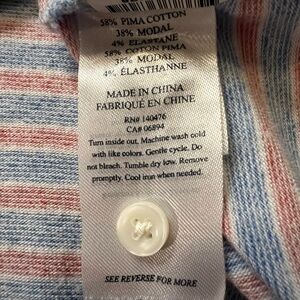 58% PIMA COTTON
38% MODAL
4% ELASTANE
58% COTON PIMA
38% MODAL
4% ÉLASTHANNE
MADE IN CHINA
FABRIQUÉ EN CHINE
RN# 140476
CA# 06894
Turn inside out. Machine wash cold
with like colors. Gentle cycle. Do
not bleach. Tumble dry low. Remove
promptly. Cool iron when needed.
SEE REVERSE FOR MORE